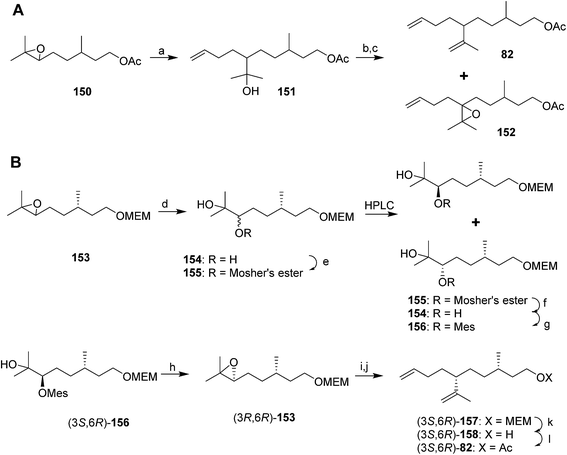 A
O
OAc
150
a
OAc
OH
151
b,c
OAc
82
+
O
OAc
152
B
O
OMEM
153
d
HO
OMEM
OR
154: R = H
155: R = Mosher's ester
e
HPLC
HO
OMEM
OR
+
HO
OMEM
OR
155: R = Mosher's ester
154: R = H
156: R = Mes
f
g
HO
OMEM
OMes
(3S,6R)-156
h
O
OMEM
(3R,6R)-153
i,j
OX
(3S,6R)-157: X = MEM
(3S,6R)-158: X = H
(3S,6R)-82: X = Ac
k
l